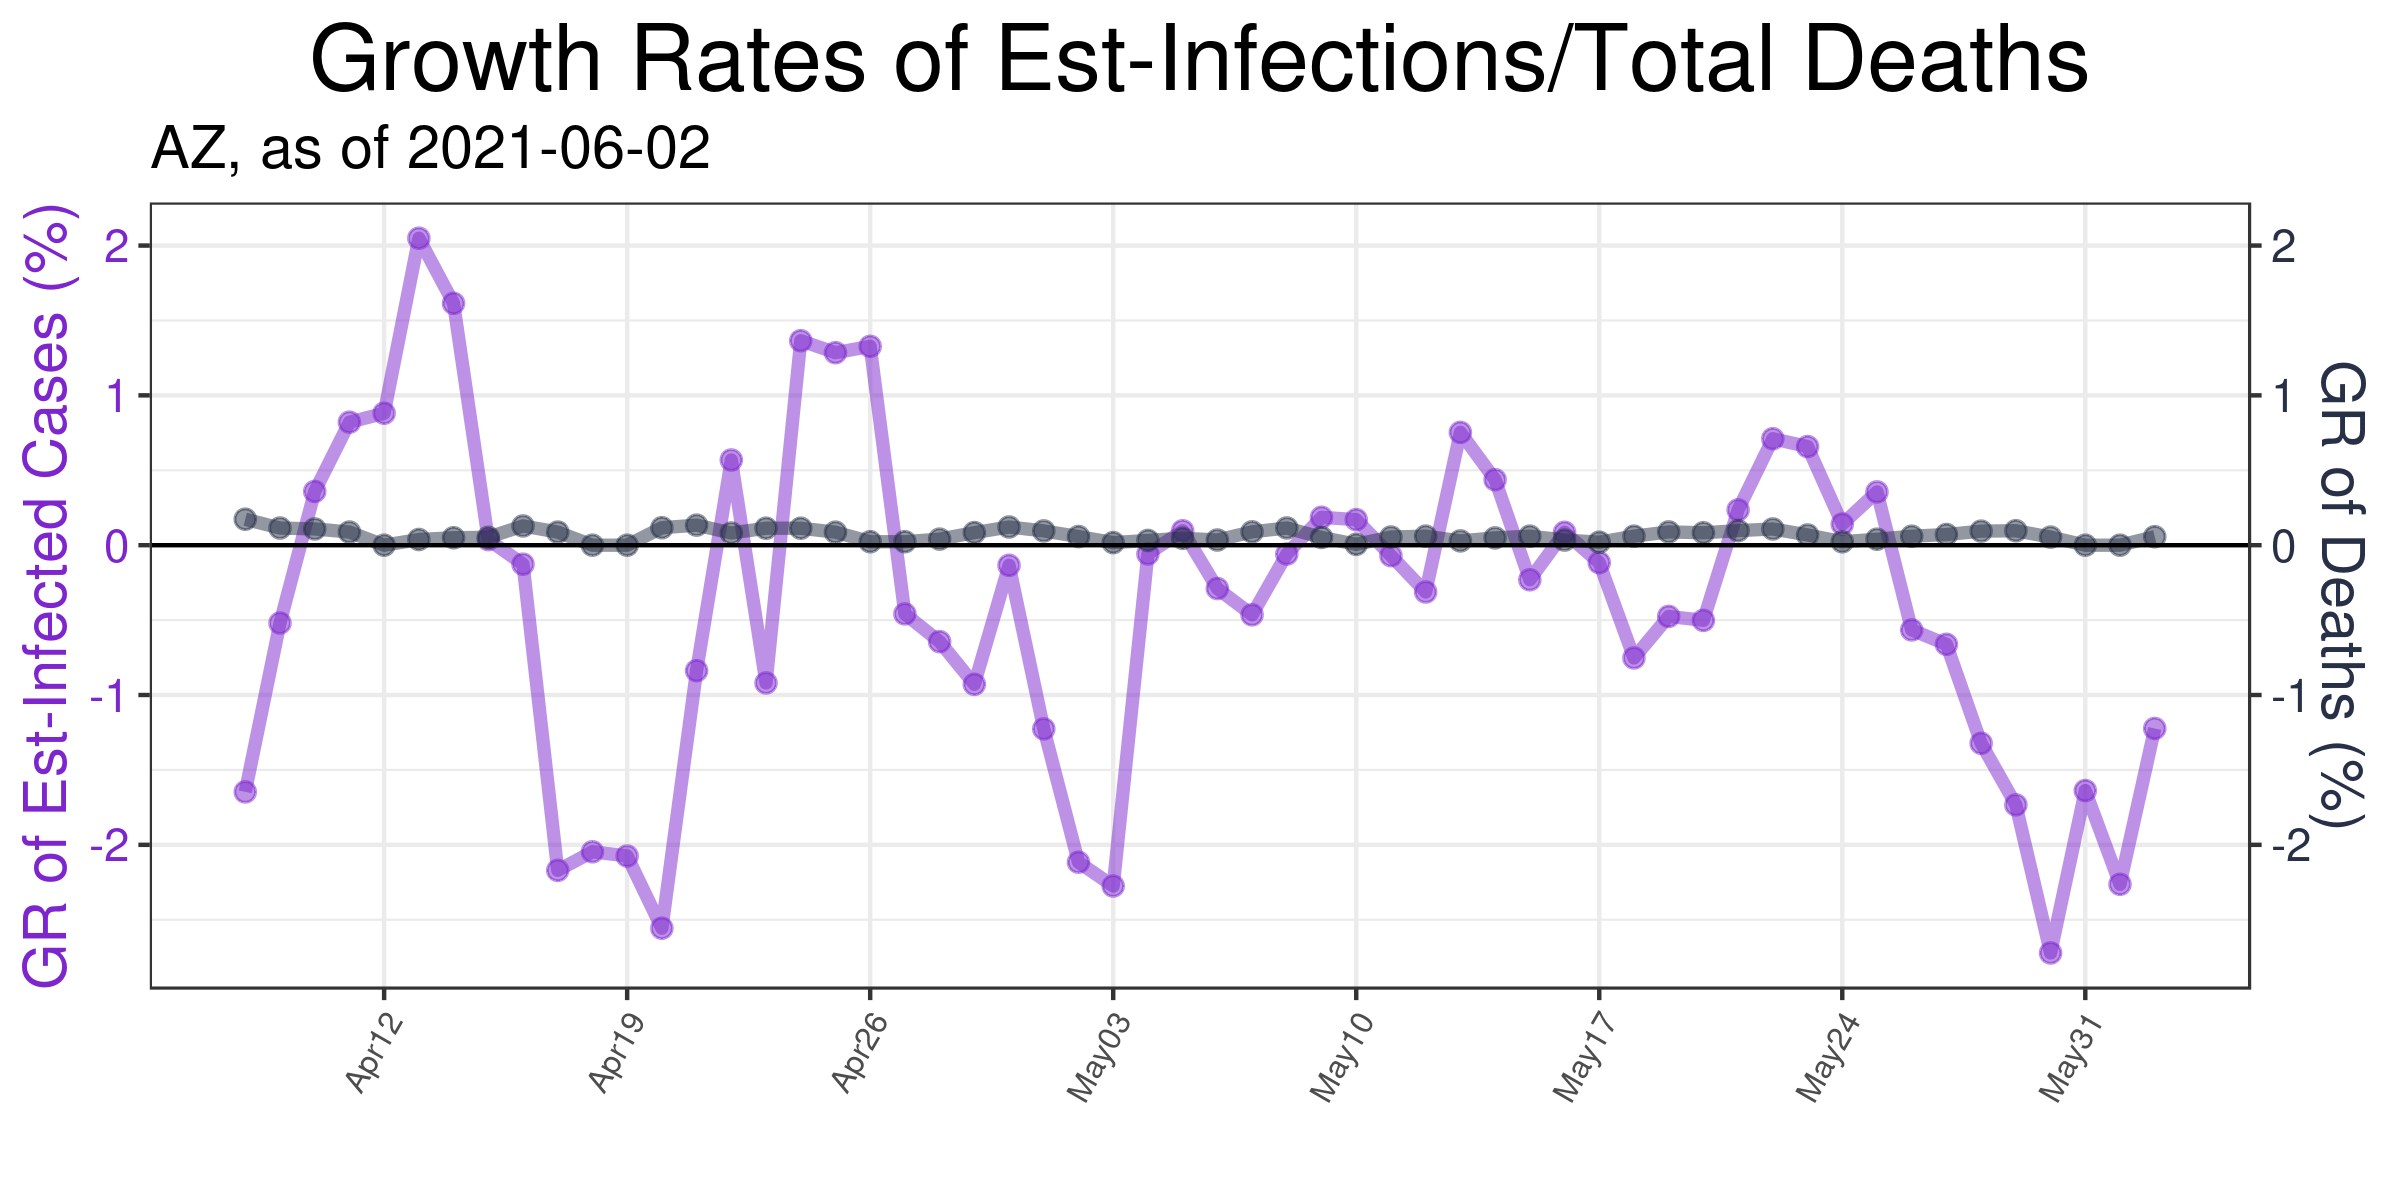 Growth Rates of Est-Infections/Total Deaths
AZ, as of 2021-06-02
GR of Est-Infected Cases (%)
2
1
0
-1
-2
2
1
0
-1
-2
GR of Deaths (%)
Apr12
Apr19
Apr26
May03
May10
May17
May24
May31